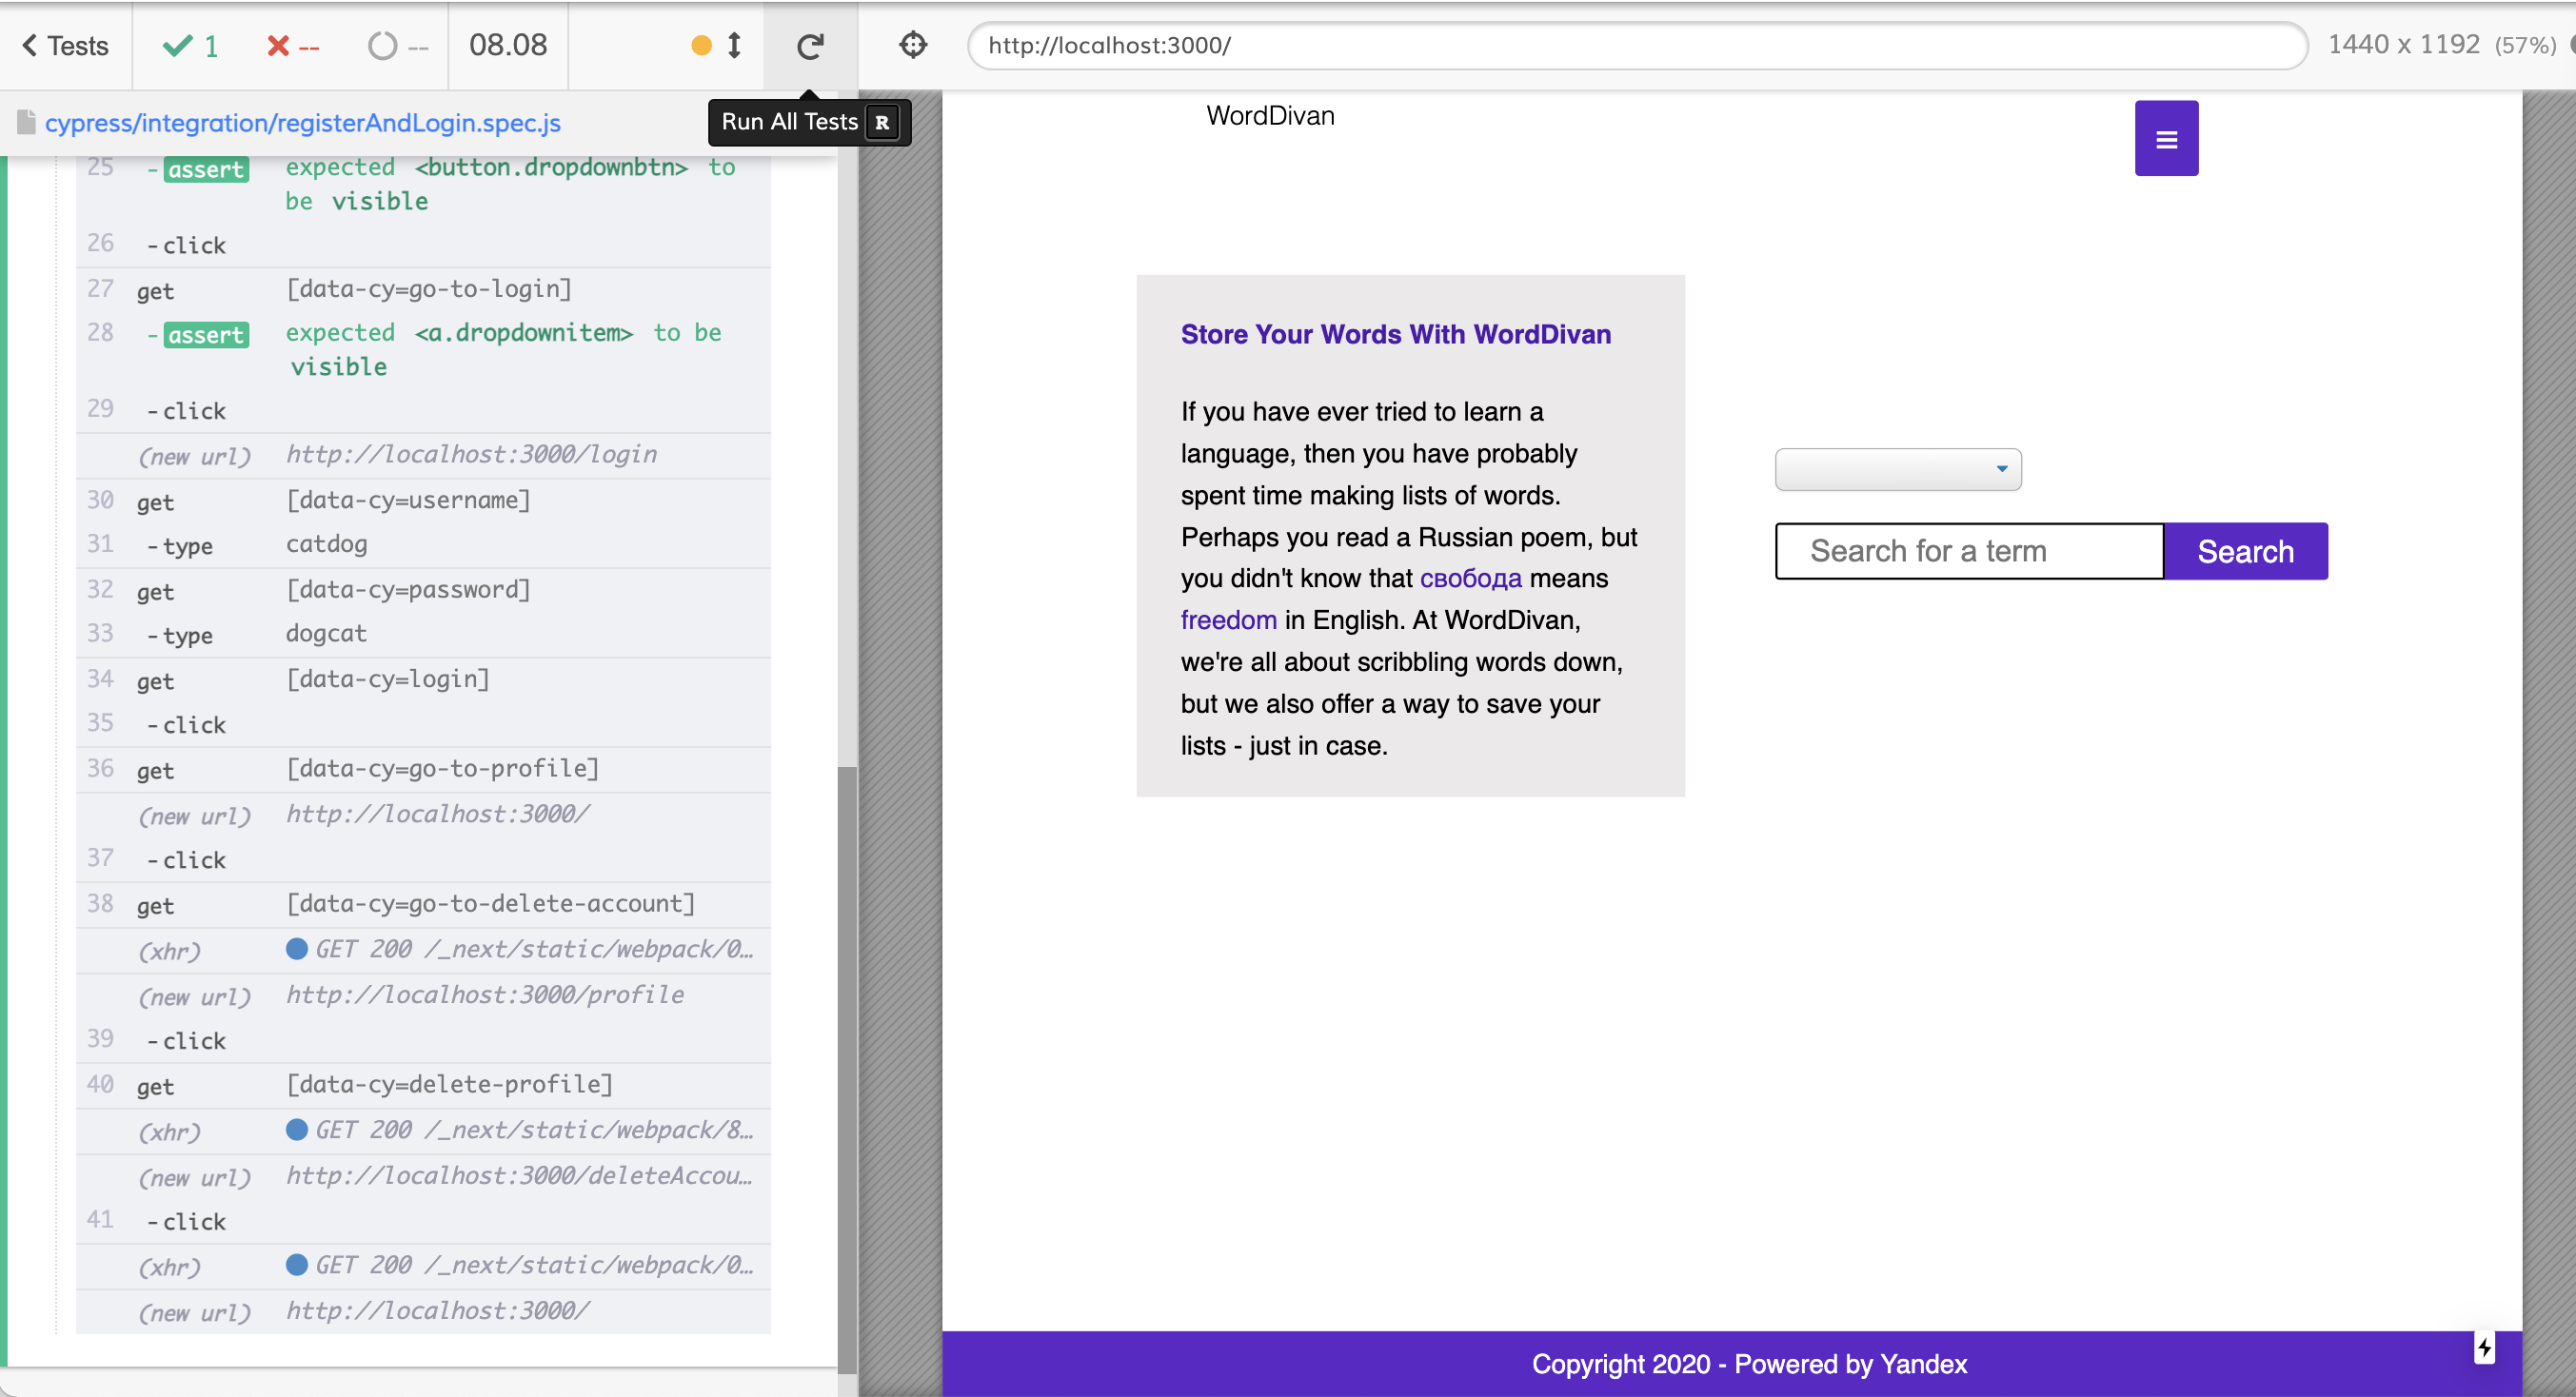 Tests 1 -- -- 08.08
http://localhost:3000/ 1440 x 1192 (57%)
cypress/integration/registerAndLogin.spec.js
Run All Tests R
25 -assert expected <button.dropdownbtn> to
be visible
26 -click
27 get [data-cy=go-to-login]
28 -assert expected <a.dropdownitem> to be
visible
29 -click
(new url) http://localhost:3000/login
30 get [data-cy=username]
31 -type catdog
32 get [data-cy=password]
33 -type dogcat
34 get [data-cy=login]
35 -click
36 get [data-cy=go-to-profile]
(new url) http://localhost:3000/
37 -click
38 get [data-cy=go-to-delete-account]
(xhr) GET 200 /_next/static/webpack/0…
(new url) http://localhost:3000/profile
39 -click
40 get [data-cy=delete-profile]
(xhr) GET 200 /_next/static/webpack/8…
(new url) http://localhost:3000/deleteAccou…
41 -click
(xhr) GET 200 /_next/static/webpack/0…
(new url) http://localhost:3000/
WordDivan
Store Your Words With WordDivan
If you have ever tried to learn a
language, then you have probably
spent time making lists of words.
Perhaps you read a Russian poem, but
you didn't know that свобода means
freedom in English. At WordDivan,
we're all about scribbling words down,
but we also offer a way to save your
lists - just in case.
Search for a term Search
Copyright 2020 - Powered by Yandex